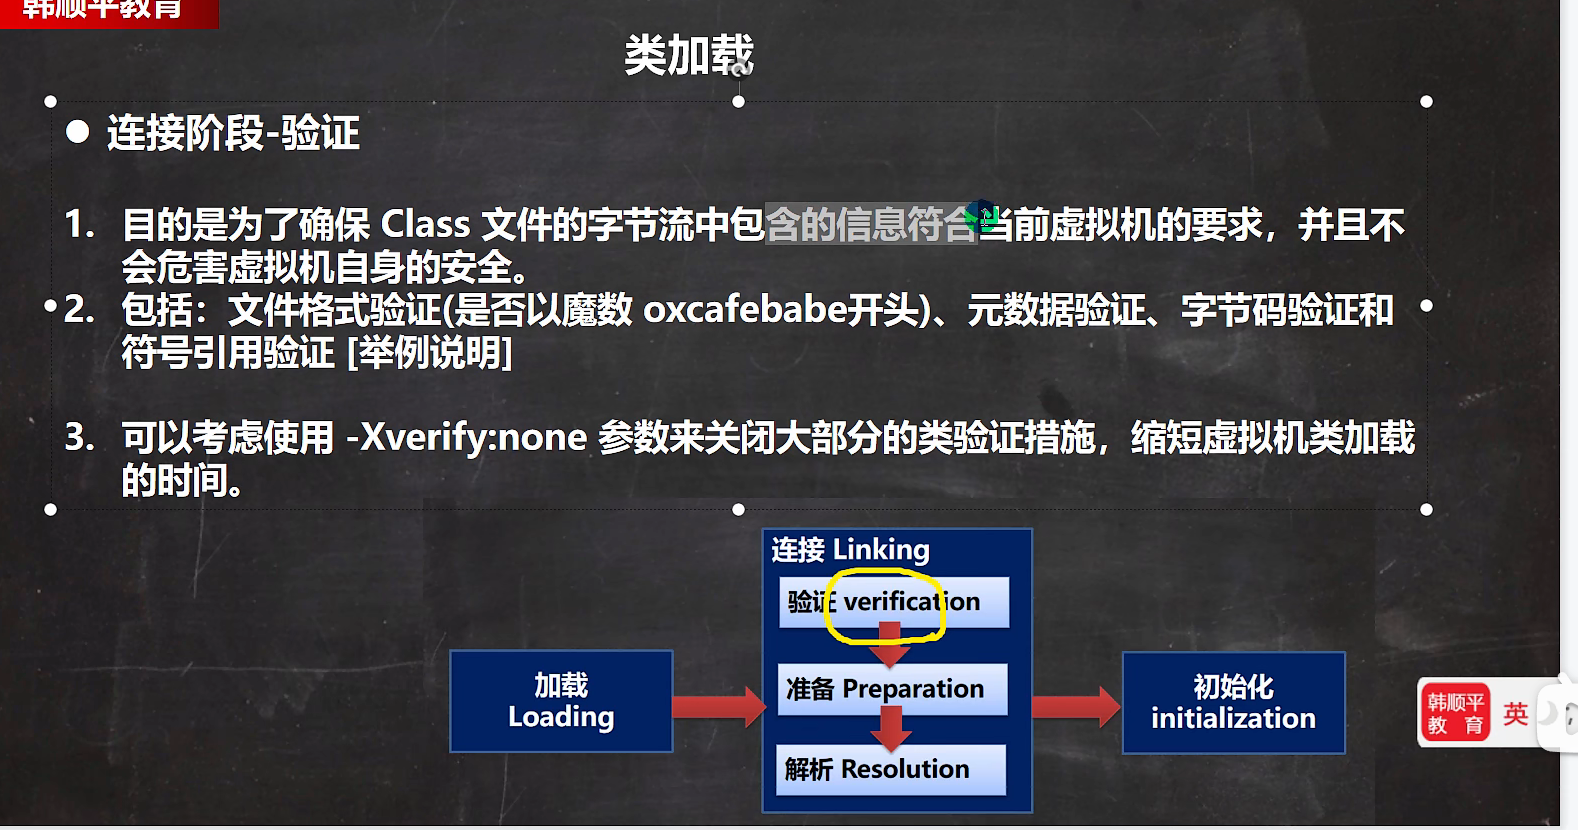 韩顺平教育
类加载
● 连接阶段-验证
1. 目的是为了确保 Class 文件的字节流中包含的信息符合当前虚拟机的要求，并且不
会危害虚拟机自身的安全。
2. 包括：文件格式验证(是否以魔数 oxcafebabe开头)、元数据验证、字节码验证和
符号引用验证 [举例说明]
3. 可以考虑使用 -Xverify:none 参数来关闭大部分的类验证措施，缩短虚拟机类加载
的时间。
连接 Linking
验证 verification
准备 Preparation
解析 Resolution
加载
Loading
初始化
initialization
韩顺平
教 育
英